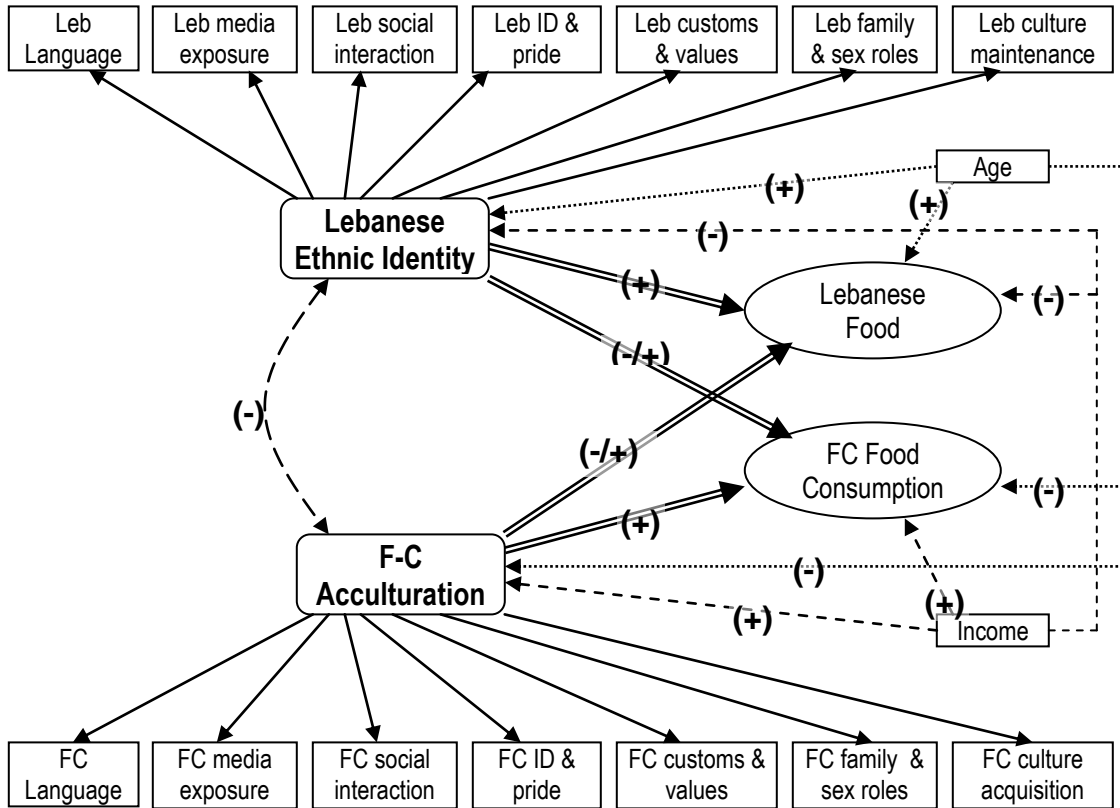 Leb
Language
Leb media
exposure
Leb social
interaction
Leb ID &
pride
Leb customs
& values
Leb family
& sex roles
Leb culture
maintenance
Age
(+)
(+)
Lebanese
Ethnic Identity
(-)
(+)
Lebanese
Food
(-)
(-/+)
(-)
(-/+)
FC Food
Consumption
(-)
(+)
F-C
Acculturation
(-)
(+)
(+)
Income
FC
Language
FC media
exposure
FC social
interaction
FC ID &
pride
FC customs &
values
FC family &
sex roles
FC culture
acquisition